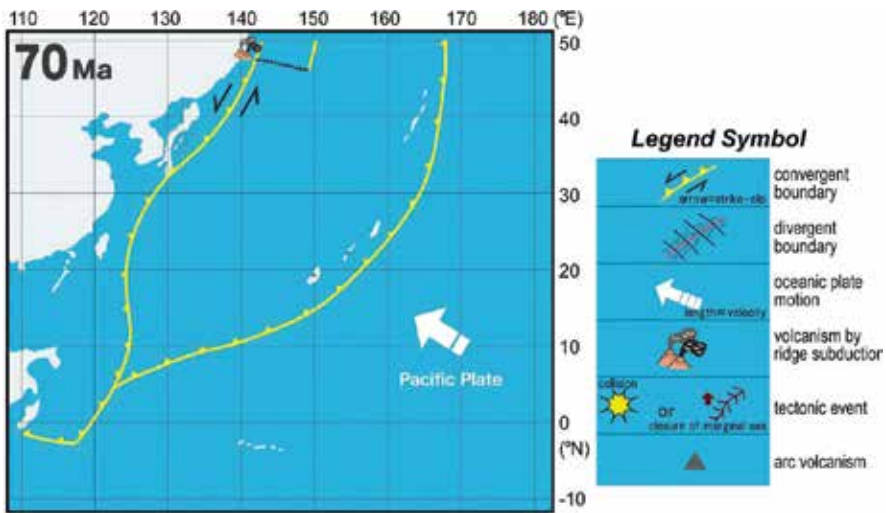 110 120 130 140 150 160 170 180 (°E)
70 Ma
50
40
30
20
10
0
(°N)
-10
Pacific Plate
Legend Symbol
convergent
boundary
arrow=strike-slip
divergent
boundary
oceanic plate
motion
length=velocity
volcanism by
ridge subduction
collision
or
closure of marginal sea
tectonic event
arc volcanism